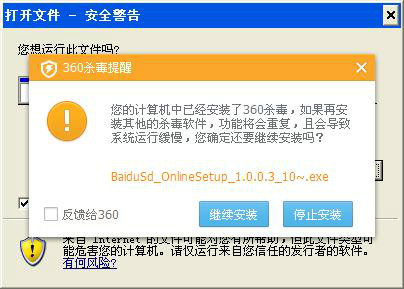 打开文件 - 安全警告
您想运行此文件吗?
360杀毒提醒
您的计算机中已经安装了360杀毒，如果再安
装其他的杀毒软件，功能将会重复，且会导致
系统运行缓慢，您确定还要继续安装吗？
BaiduSd_OnlineSetup_1.0.0.3_10~.exe
反馈给360
继续安装
停止安装
来自 Internet 的文件可能对您有所帮助，但此文件类型可
能危害您的计算机。请仅运行来自您信任的发行者的软件。
有何风险?